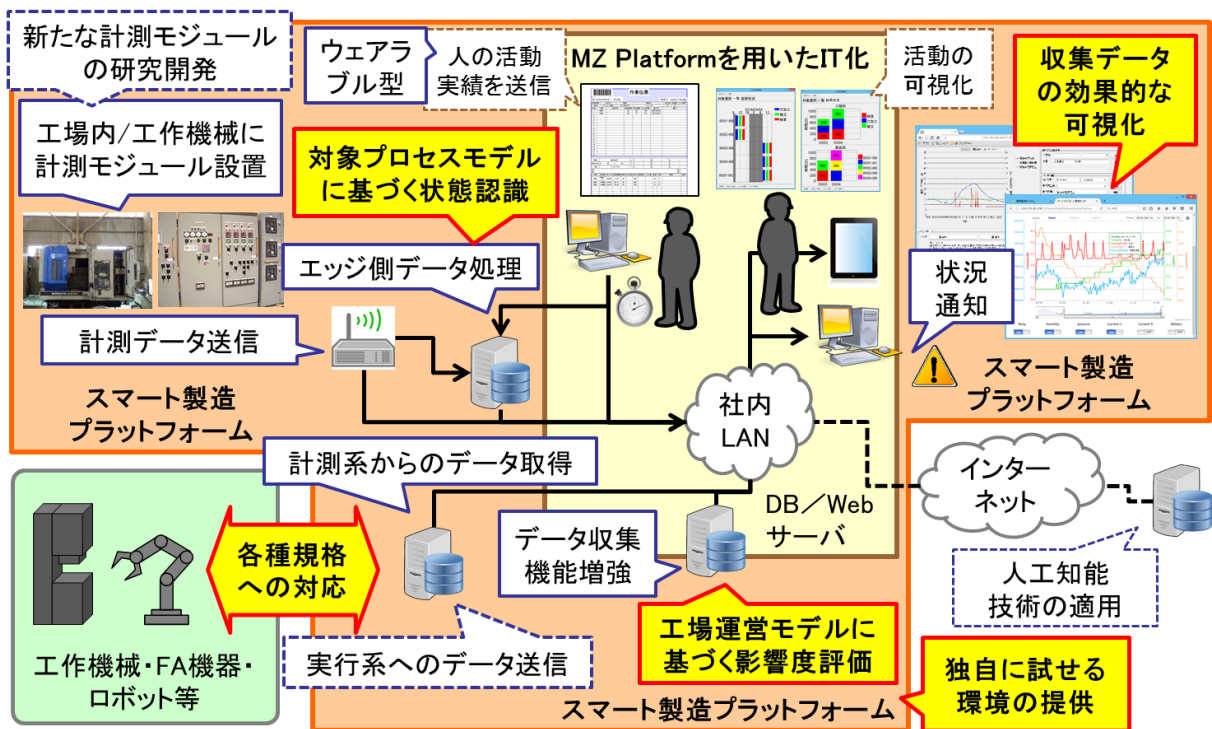 新たな計測モジュール
の研究開発
ウェアラ
ブル型
人の活動
実績を送信
MZ Platformを用いたIT化
活動の
可視化
収集データ
の効果的な
可視化
工場内/工作機械に
計測モジュール設置
対象プロセスモデル
に基づく状態認識
エッジ側データ処理
計測データ送信
状況
通知
スマート製造
プラットフォーム
スマート製造
プラットフォーム
社内
LAN
計測系からのデータ取得
インター
ネット
DB/Web
サーバ
データ収集
機能増強
各種規格
への対応
人工知能
技術の適用
工作機械・FA機器・
ロボット等
実行系へのデータ送信
工場運営モデルに
基づく影響度評価
独自に試せる
環境の提供
スマート製造プラットフォーム